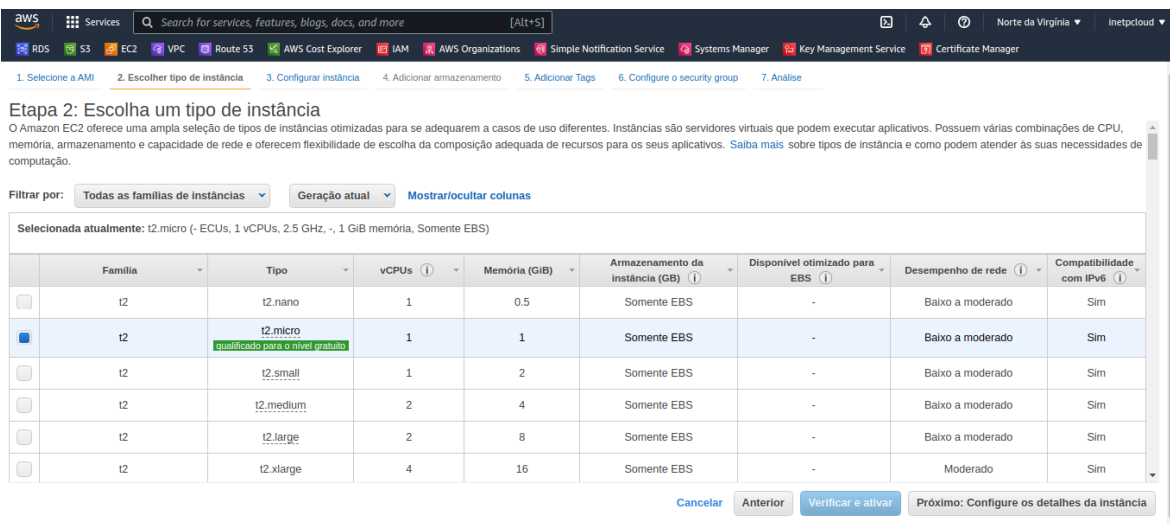 aws Services Search for services, features, blogs, docs, and more [Alt+S] Norte da Virgínia inetpcloud
RDS S3 EC2 VPC Route 53 AWS Cost Explorer IAM AWS Organizations Simple Notification Service Systems Manager Key Management Service Certificate Manager
1. Selecione a AMI 2. Escolher tipo de instância 3. Configurar instância 4. Adicionar armazenamento 5. Adicionar Tags 6. Configure o security group 7. Análise
Etapa 2: Escolha um tipo de instância
O Amazon EC2 oferece uma ampla seleção de tipos de instâncias otimizadas para se adequarem a casos de uso diferentes. Instâncias são servidores virtuais que podem executar aplicativos. Possuem várias combinações de CPU,
memória, armazenamento e capacidade de rede e oferecem flexibilidade de escolha da composição adequada de recursos para os seus aplicativos. Saiba mais sobre tipos de instância e como podem atender às suas necessidades de
computação.
Filtrar por: Todas as famílias de instâncias Geração atual Mostrar/ocultar colunas
Selecionada atualmente: t2.micro (- ECUs, 1 vCPUs, 2.5 GHz, -, 1 GiB memória, Somente EBS)
Família Tipo vCPUs Memória (GiB) Armazenamento da instância (GB) Disponível otimizado para EBS Desempenho de rede Compatibilidade com IPv6
t2 t2.nano 1 0.5 Somente EBS - Baixo a moderado Sim
t2 t2.micro qualificado para o nível gratuito 1 1 Somente EBS - Baixo a moderado Sim
t2 t2.small 1 2 Somente EBS - Baixo a moderado Sim
t2 t2.medium 2 4 Somente EBS - Baixo a moderado Sim
t2 t2.large 2 8 Somente EBS - Baixo a moderado Sim
t2 t2.xlarge 4 16 Somente EBS - Moderado Sim
Cancelar Anterior Verificar e ativar Próximo: Configure os detalhes da instância